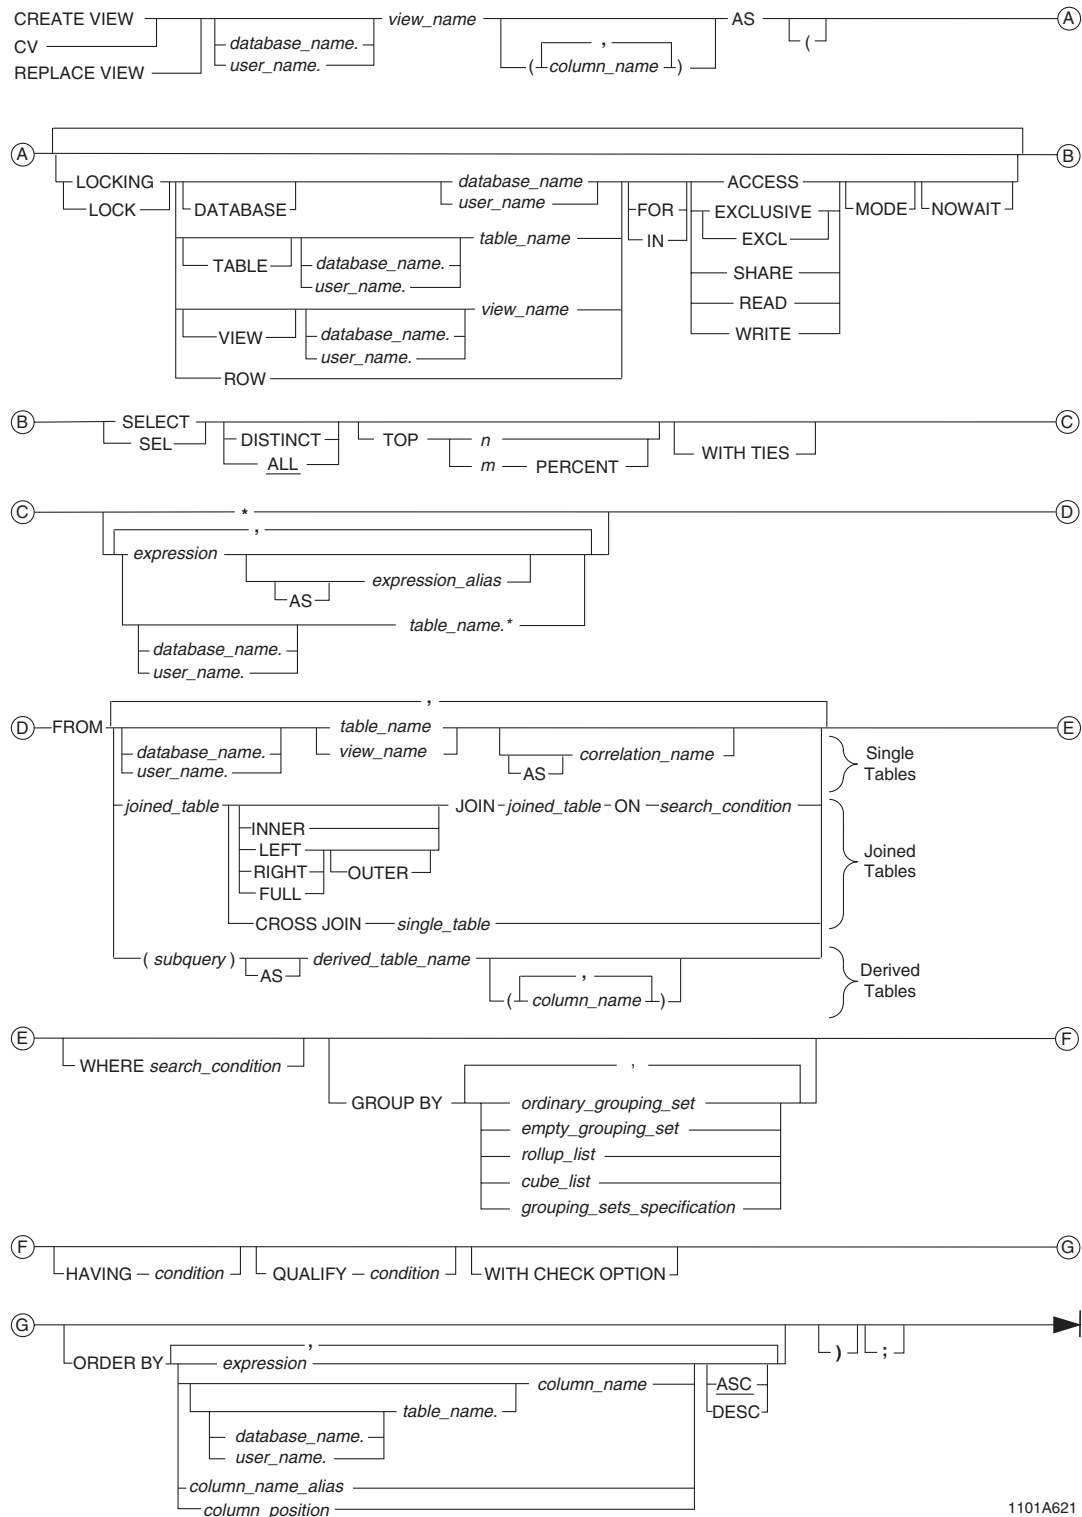 CREATE VIEW view_name AS A
CV database_name. , (
REPLACE VIEW user_name. ( column_name )
A B
LOCKING database_name ACCESS
LOCK DATABASE user_name FOR EXCLUSIVE MODE NOWAIT
table_name IN EXCL
TABLE database_name. SHARE
user_name. READ
view_name
VIEW database_name. WRITE
user_name.
ROW
B SELECT C
SEL DISTINCT TOP n WITH TIES
ALL m PERCENT
C * D
,
expression
expression_alias
AS
table_name.*
database_name.
user_name.
,
D FROM table_name E
database_name. view_name correlation_name Single
user_name. AS Tables
joined_table JOIN joined_table ON search_condition
INNER
LEFT Joined
RIGHT OUTER Tables
FULL
CROSS JOIN single_table
( subquery ) derived_table_name Derived
AS , Tables
( column_name )
E F
WHERE search_condition ,
GROUP BY ordinary_grouping_set
empty_grouping_set
rollup_list
cube_list
grouping_sets_specification
F G
HAVING condition QUALIFY condition WITH CHECK OPTION
G
, ) ;
ORDER BY expression
column_name ASC
table_name. DESC
database_name.
user_name.
column_name_alias
column_position
1101A621